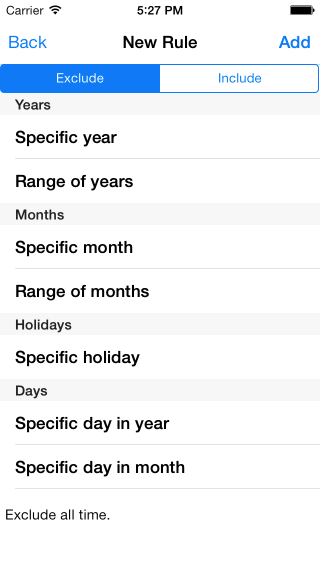 Carrier 5:27 PM
Back New Rule Add
Exclude Include
Years
Specific year
Range of years
Months
Specific month
Range of months
Holidays
Specific holiday
Days
Specific day in year
Specific day in month
Exclude all time.